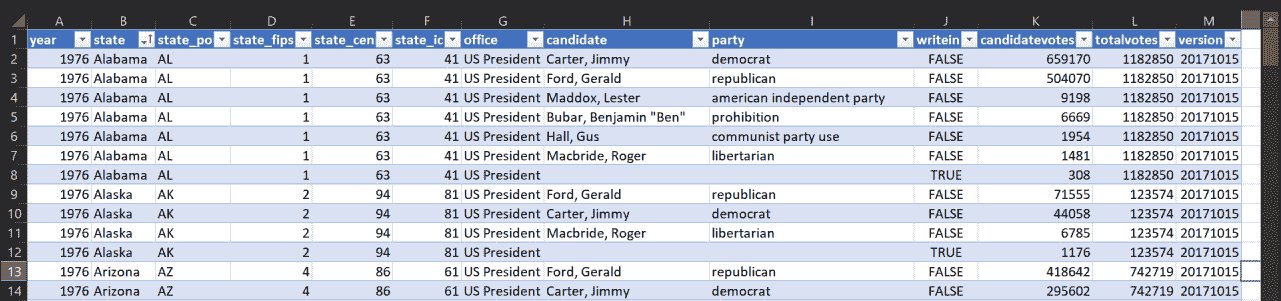 A B C D E F G H I J K L M
1 year state state_po state_fips state_cen state_ic office candidate party writein candidatevotes totalvotes version
2 1976 Alabama AL 1 63 41 US President Carter, Jimmy democrat FALSE 659170 1182850 20171015
3 1976 Alabama AL 1 63 41 US President Ford, Gerald republican FALSE 504070 1182850 20171015
4 1976 Alabama AL 1 63 41 US President Maddox, Lester american independent party FALSE 9198 1182850 20171015
5 1976 Alabama AL 1 63 41 US President Bubar, Benjamin "Ben" prohibition FALSE 6669 1182850 20171015
6 1976 Alabama AL 1 63 41 US President Hall, Gus communist party use FALSE 1954 1182850 20171015
7 1976 Alabama AL 1 63 41 US President Macbride, Roger libertarian FALSE 1481 1182850 20171015
8 1976 Alabama AL 1 63 41 US President TRUE 308 1182850 20171015
9 1976 Alaska AK 2 94 81 US President Ford, Gerald republican FALSE 71555 123574 20171015
10 1976 Alaska AK 2 94 81 US President Carter, Jimmy democrat FALSE 44058 123574 20171015
11 1976 Alaska AK 2 94 81 US President Macbride, Roger libertarian FALSE 6785 123574 20171015
12 1976 Alaska AK 2 94 81 US President TRUE 1176 123574 20171015
13 1976 Arizona AZ 4 86 61 US President Ford, Gerald republican FALSE 418642 742719 20171015
14 1976 Arizona AZ 4 86 61 US President Carter, Jimmy democrat FALSE 295602 742719 20171015